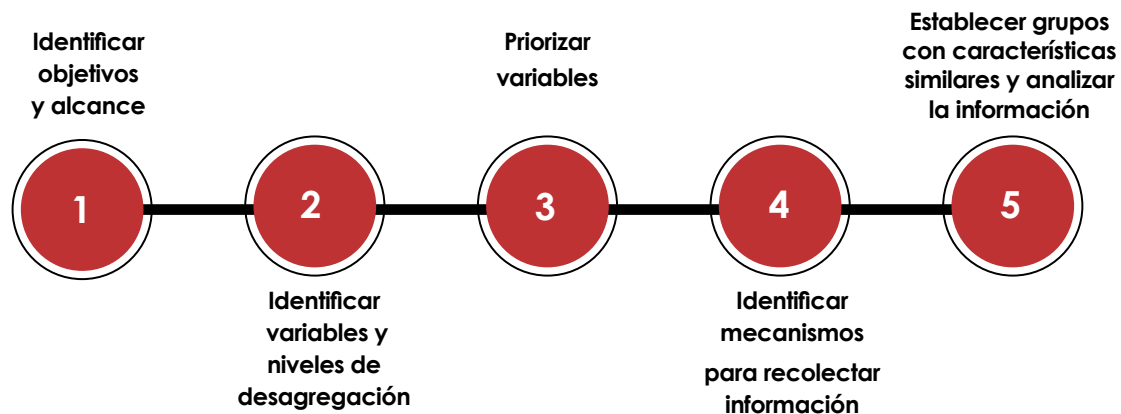 Identificar
objetivos
y alcance
1
Identificar
variables y
niveles de
desagregación
2
Priorizar
variables
3
Identificar
mecanismos
para recolectar
información
4
Establecer grupos
con características
similares y analizar
la información
5